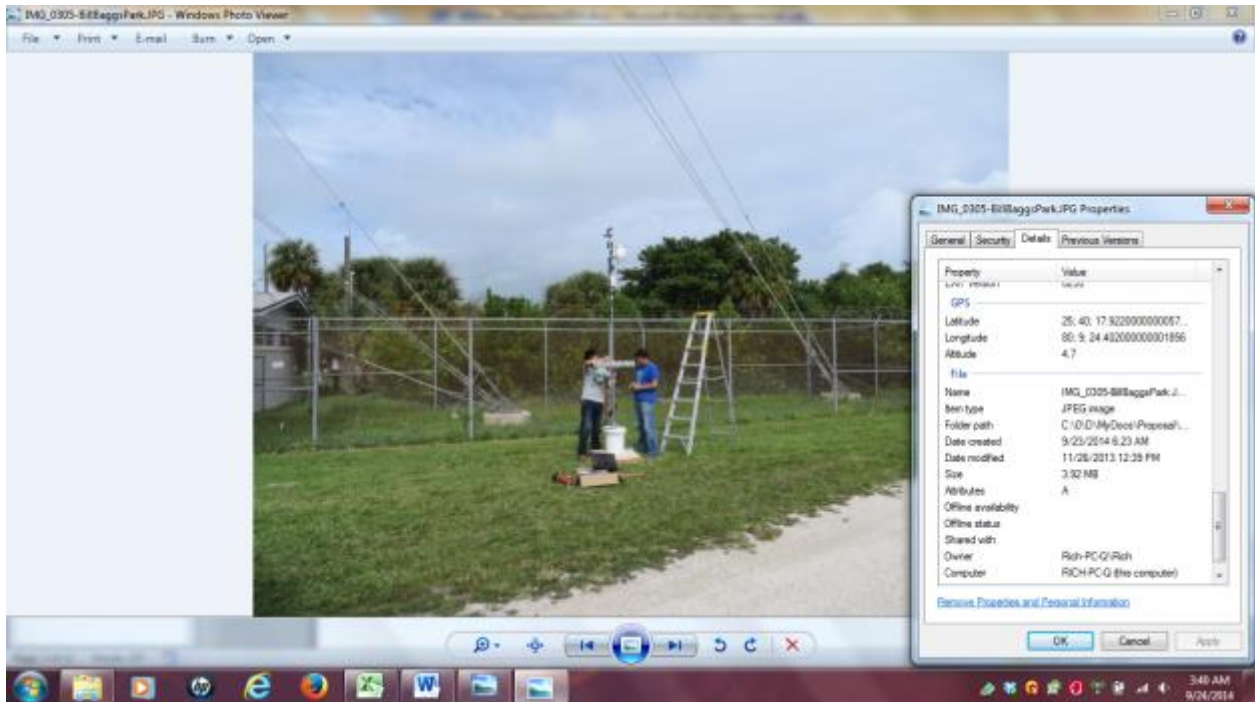 IMG_0305-BillBaggsPark.JPG - Windows Photo Viewer
File Print E-mail Burn Open
IMG_0305-BillBaggsPark.JPG Properties
General Security Details Previous Versions
Property Value
GPS
Latitude 25; 40; 17.9220000000057...
Longitude 80; 9; 24.402000000001856
Altitude 4.7
File
Name IMG_0305-BillBaggsPark.J...
Item type JPEG image
Folder path C:\D\D\MyDocs\Proposal\...
Date created 9/23/2014 6:23 AM
Date modified 11/26/2013 12:39 PM
Size 3.92 MB
Attributes A
Offline availability
Offline status
Shared with
Owner Rich-PC-G\Rich
Computer RICH-PC-G (this computer)
Remove Properties and Personal Information
OK Cancel Apply
3:40 AM
9/24/2014